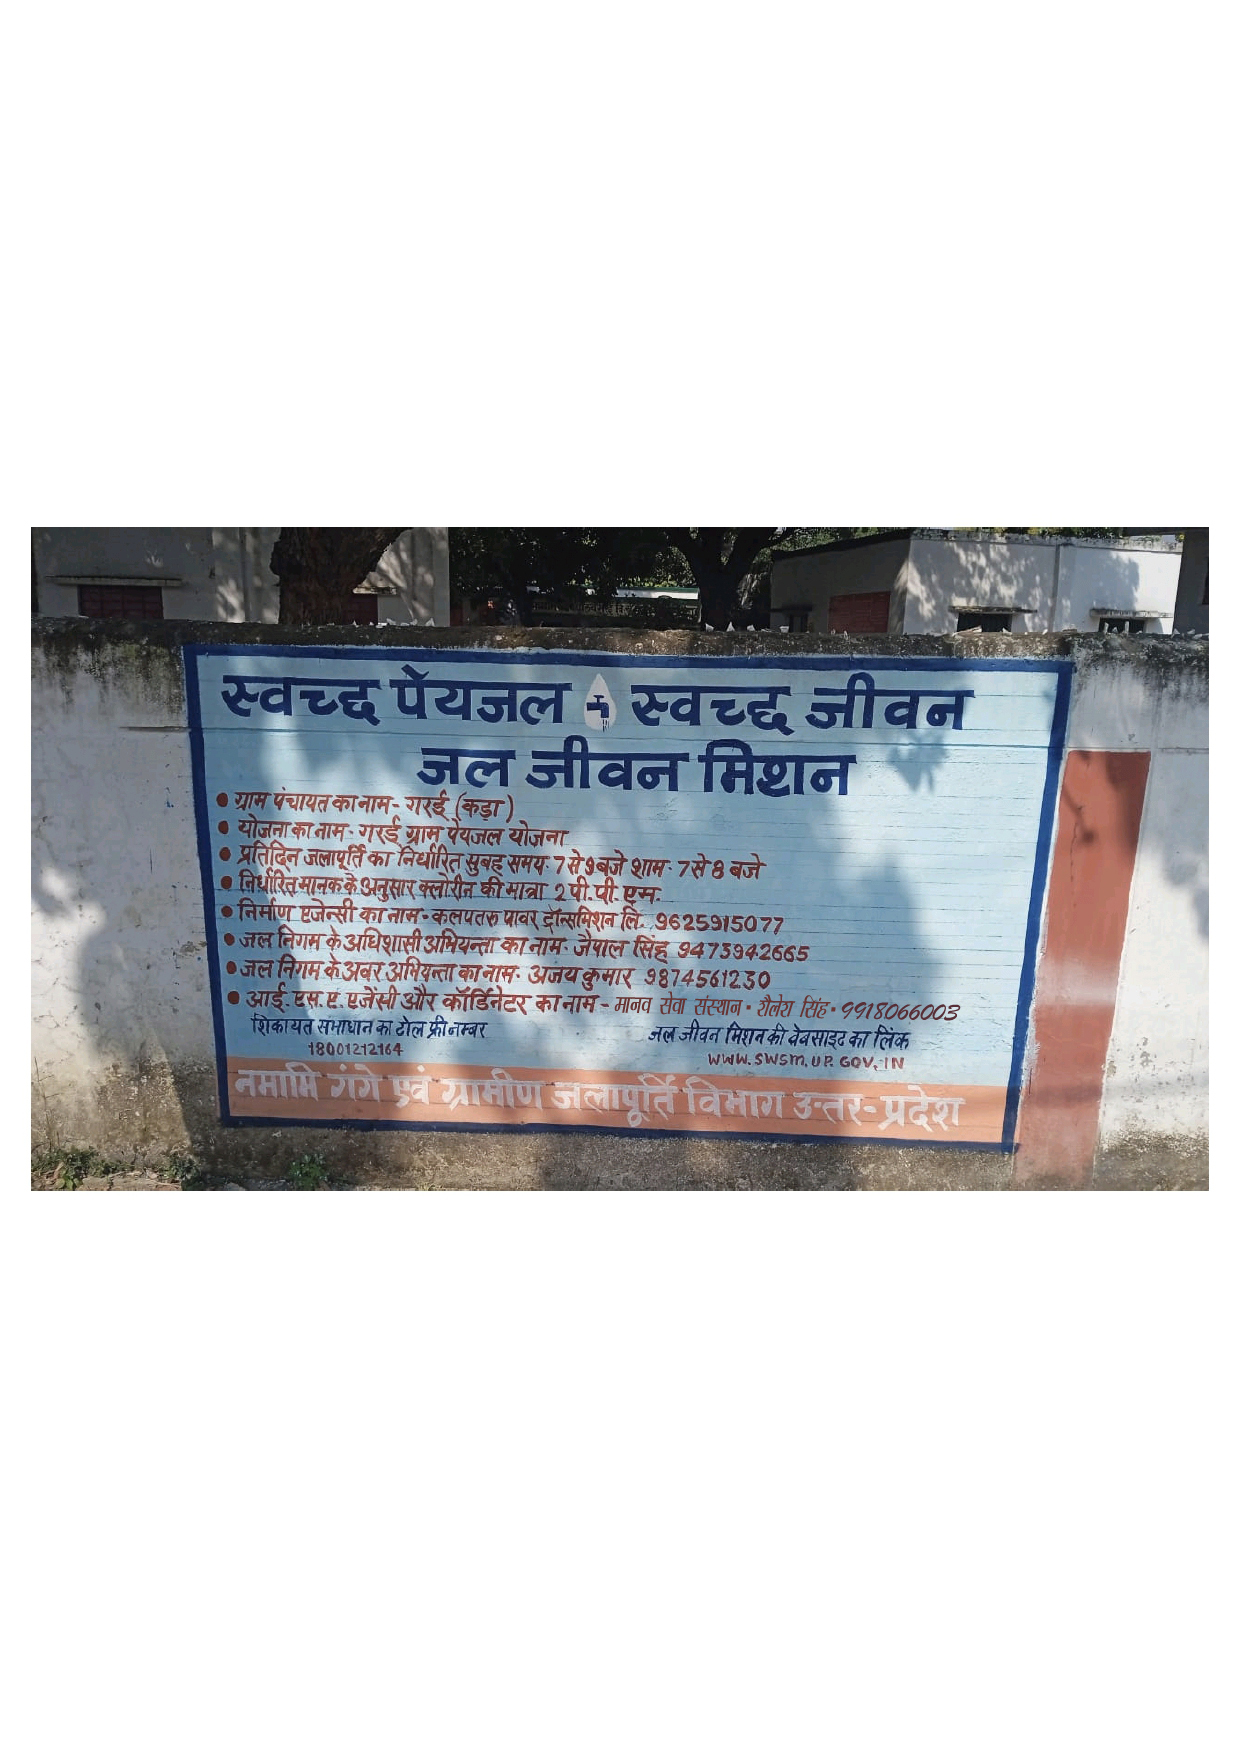 स्वच्छ पेयजल स्वच्छ जीवन
जल जीवन मिशन
• ग्राम पंचायत का नाम - गरई (कड़ा)
• योजना का नाम - गरई ग्राम पेयजल योजना
• प्रतिदिन जलापूर्ति का निर्धारित सुबह समय- 7 से 9 बजे शाम - 7 से 8 बजे
• निर्धारित मानक के अनुसार क्लोरीन की मात्रा 2 पी.पी. एम.
• निर्माण एजेन्सी का नाम - कलपतरू पावर ट्रॉन्समिशन लि. 9625915077
• जल निगम के अधिशासी अभियन्ता का नाम- जैपाल सिंह 9473942665
• जल निगम के अवर अभियन्ता का नाम- अजय कुमार 9874561230
• आई. एस. ए. एजेंसी और कॉर्डिनेटर का नाम - मानव सेवा संस्थान - शैलेश सिंह - 9918066003
शिकायत समाधान का टोल फ्री नम्बर
18001212164
जल जीवन मिशन की वेबसाइट का लिंक
WWW.SWSM.UP.GOV.IN
नमामि गंगे एवं ग्रामीण जलापूर्ति विभाग उत्तर-प्रदेश